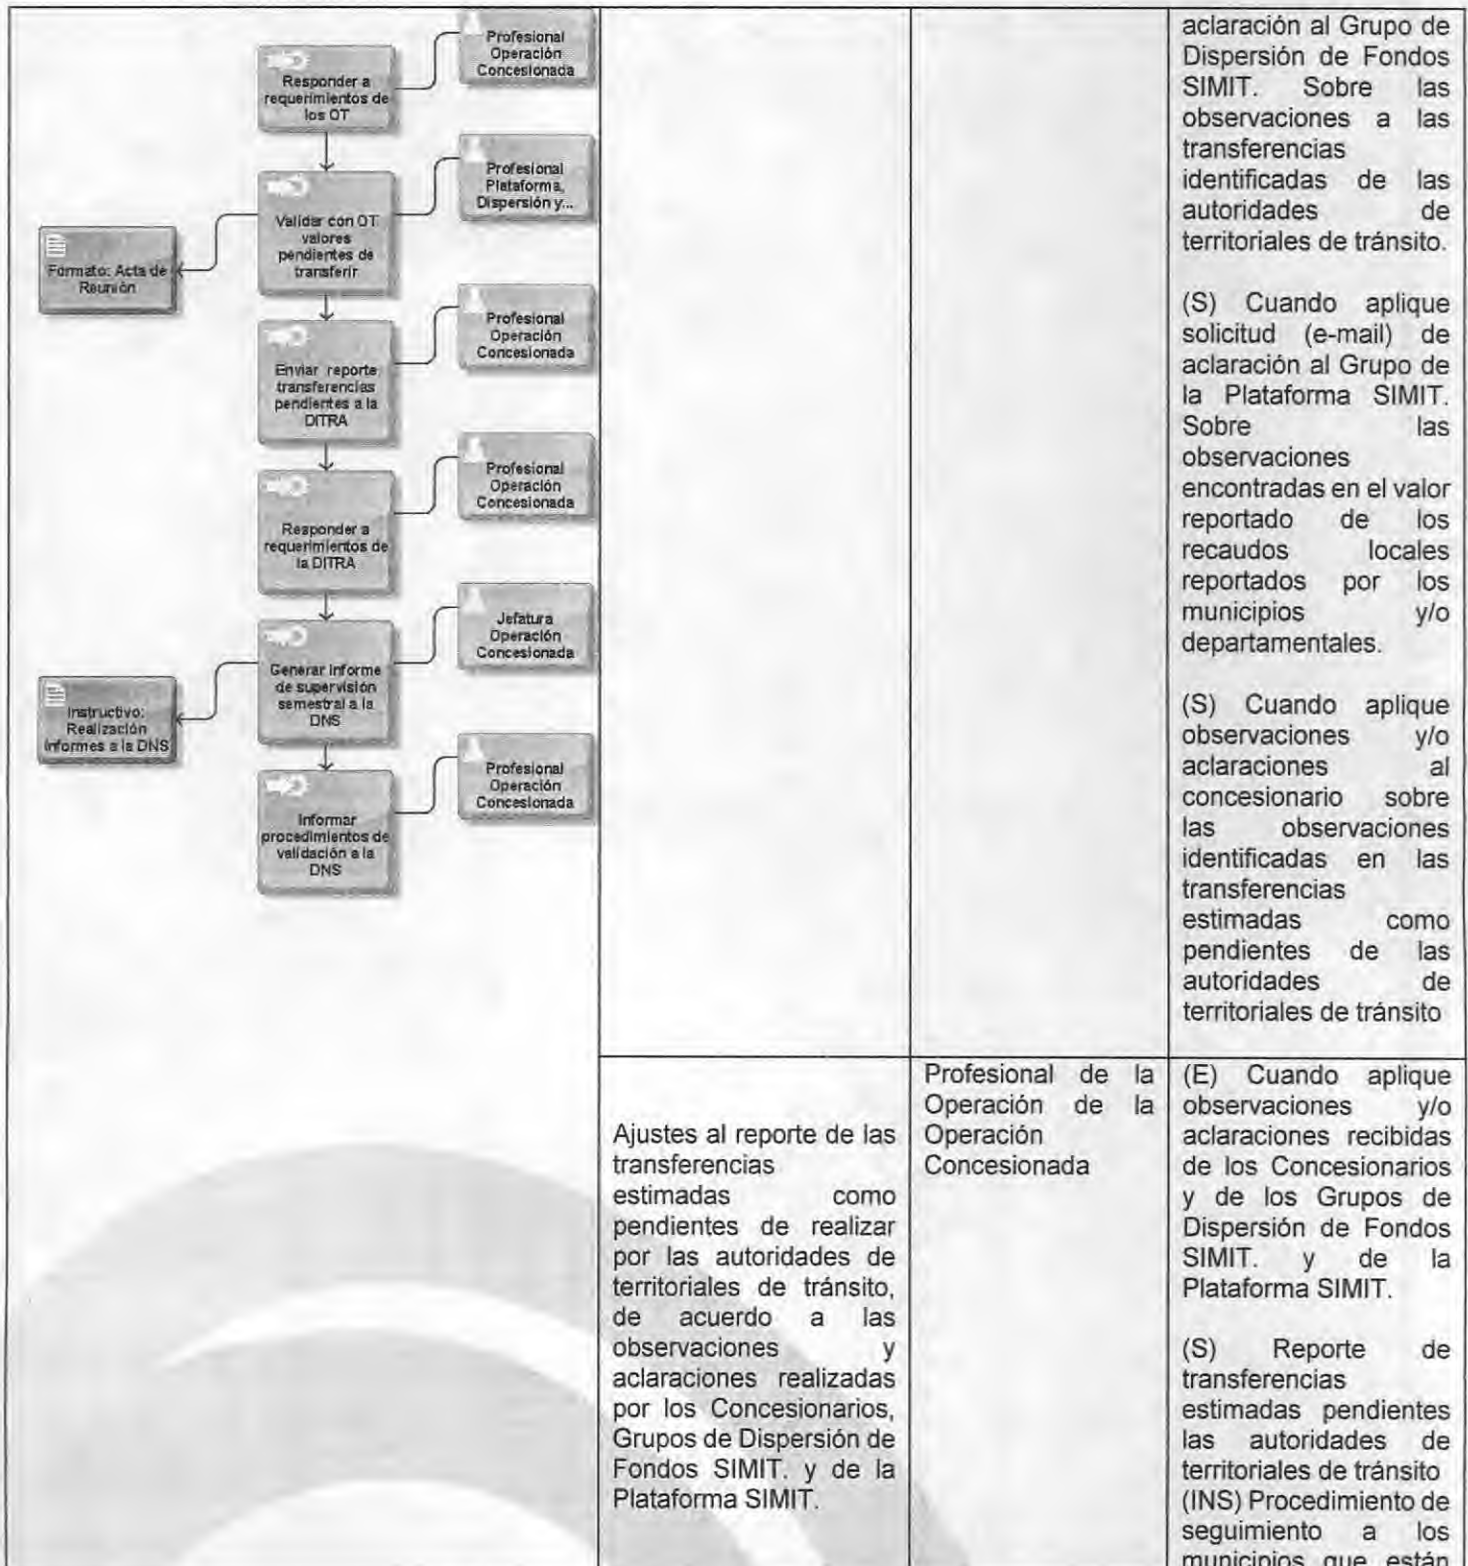 Profesional
Operación
Concesionada
Responder a
requerimientos de
los OT
Profesional
Plataforma,
Dispersión y...
Validar con OT
valores
pendientes de
transferir
Formato: Acta de
Reunión
Profesional
Operación
Concesionada
Enviar reporte
transferencias
pendientes a la
DITRA
Profesional
Operación
Concesionada
Responder a
requerimientos de
la DITRA
Jefatura
Operación
Concesionada
Generar informe
de supervisión
semestral a la
DNS
Instructivo:
Realización
informes a la DNS
Profesional
Operación
Concesionada
Informar
procedimientos de
validación a la
DNS
aclaración al Grupo de
Dispersión de Fondos
SIMIT. Sobre las
observaciones a las
transferencias
identificadas de las
autoridades de
territoriales de tránsito.
(S) Cuando aplique
solicitud (e-mail) de
aclaración al Grupo de
la Plataforma SIMIT.
Sobre las
observaciones
encontradas en el valor
reportado de los
recaudos locales
reportados por los
municipios y/o
departamentales.
(S) Cuando aplique
observaciones y/o
aclaraciones al
concesionario sobre
las observaciones
identificadas en las
transferencias
estimadas como
pendientes de las
autoridades de
territoriales de tránsito
Ajustes al reporte de las
transferencias
estimadas como
pendientes de realizar
por las autoridades de
territoriales de tránsito,
de acuerdo a las
observaciones y
aclaraciones realizadas
por los Concesionarios,
Grupos de Dispersión de
Fondos SIMIT. y de la
Plataforma SIMIT.
Profesional de la
Operación de la
Operación
Concesionada
(E) Cuando aplique
observaciones y/o
aclaraciones recibidas
de los Concesionarios
y de los Grupos de
Dispersión de Fondos
SIMIT. y de la
Plataforma SIMIT.
(S) Reporte de
transferencias
estimadas pendientes
las autoridades de
territoriales de tránsito
(INS) Procedimiento de
seguimiento a los
municipios que están